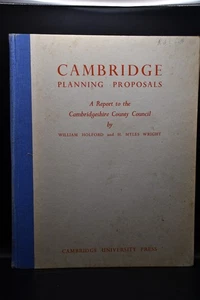 CAMBRIDGE
PLANNING PROPOSALS
A Report to the
Cambridgeshire County Council
by
WILLIAM HOLFORD and H. MYLES WRIGHT
CAMBRIDGE UNIVERSITY PRESS